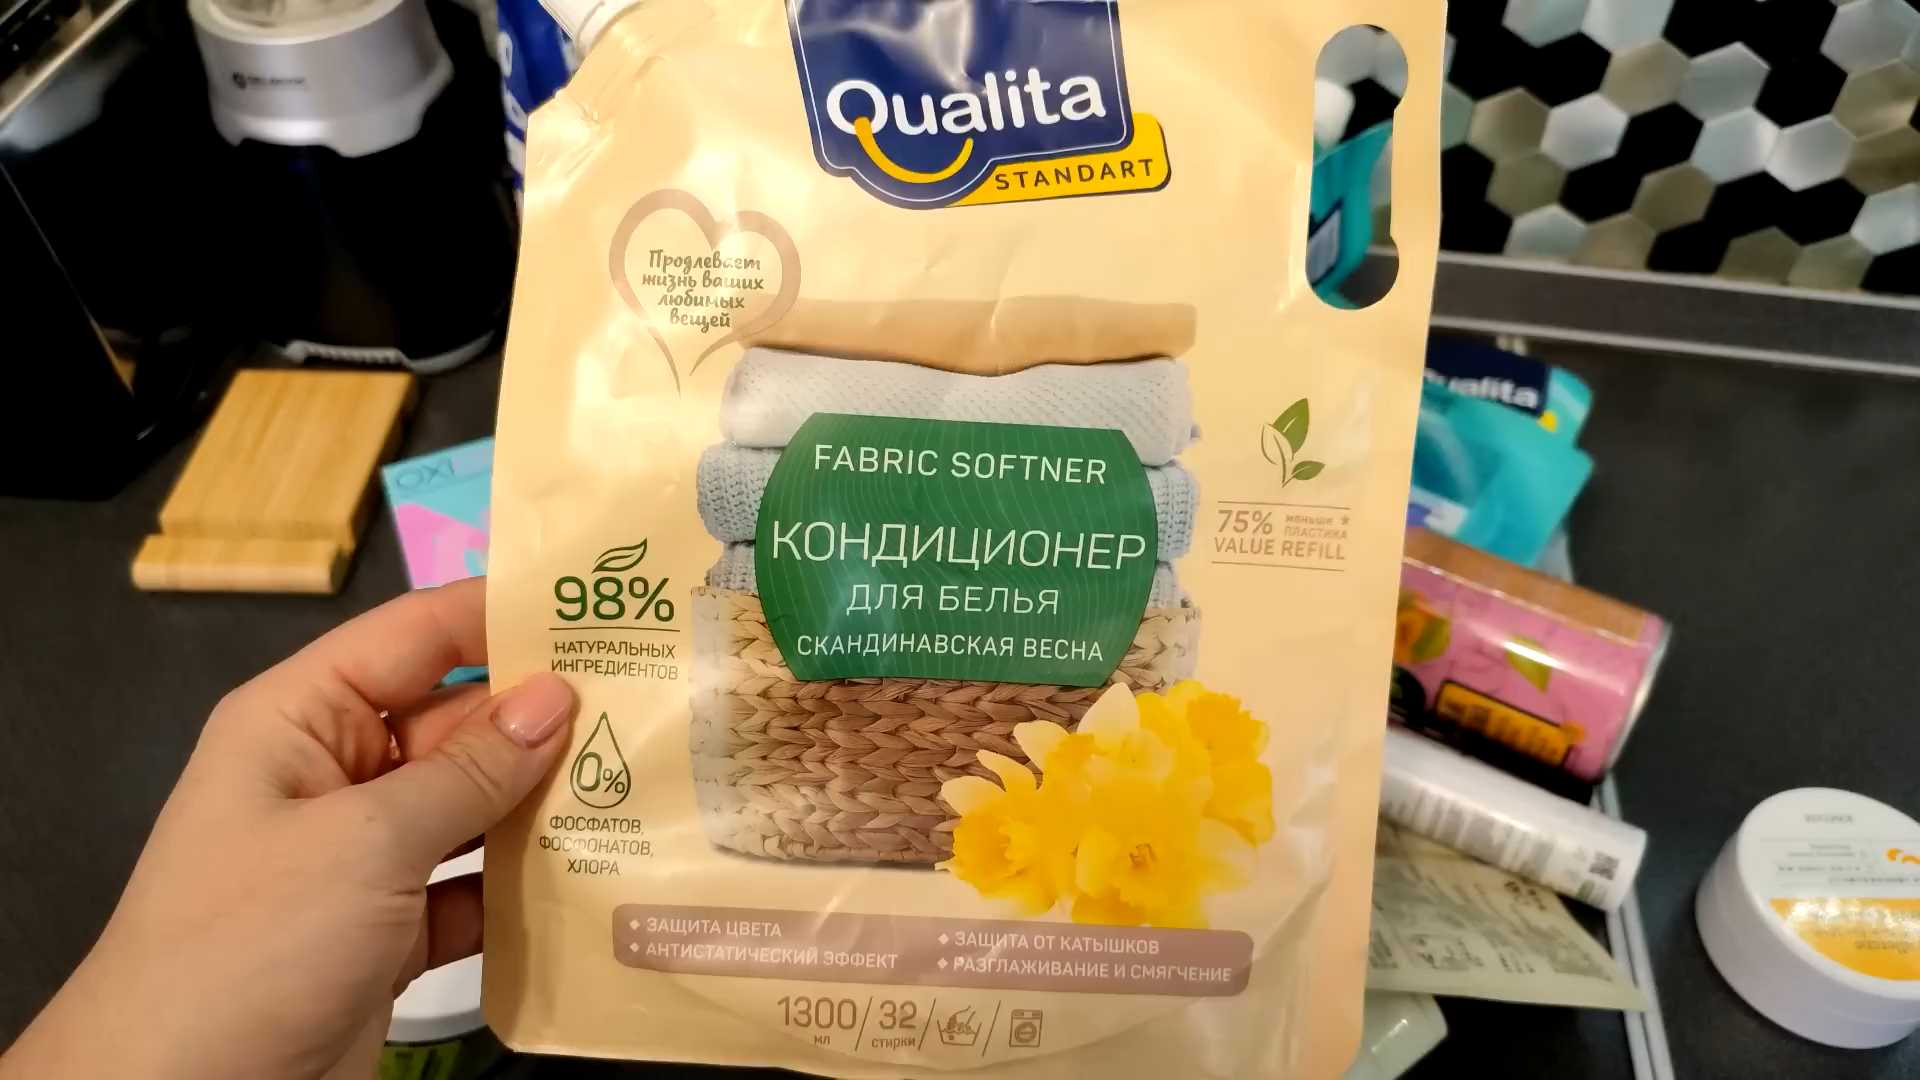 Qualita
STANDART
Продлевает
жизнь ваших
любимых
вещей
FABRIC SOFTNER
КОНДИЦИОНЕР
ДЛЯ БЕЛЬЯ
СКАНДИНАВСКАЯ ВЕСНА
75% меньше *
ПЛАСТИКА
VALUE REFILL
98%
НАТУРАЛЬНЫХ
ИНГРЕДИЕНТОВ
0%
ФОСФАТОВ,
ФОСФОНАТОВ,
ХЛОРА
ЗАЩИТА ЦВЕТА
АНТИСТАТИЧЕСКИЙ ЭФФЕКТ
ЗАЩИТА ОТ КАТЫШКОВ
РАЗГЛАЖИВАНИЕ И СМЯГЧЕНИЕ
1300 мл / 32 стирки
OXI
Qualita